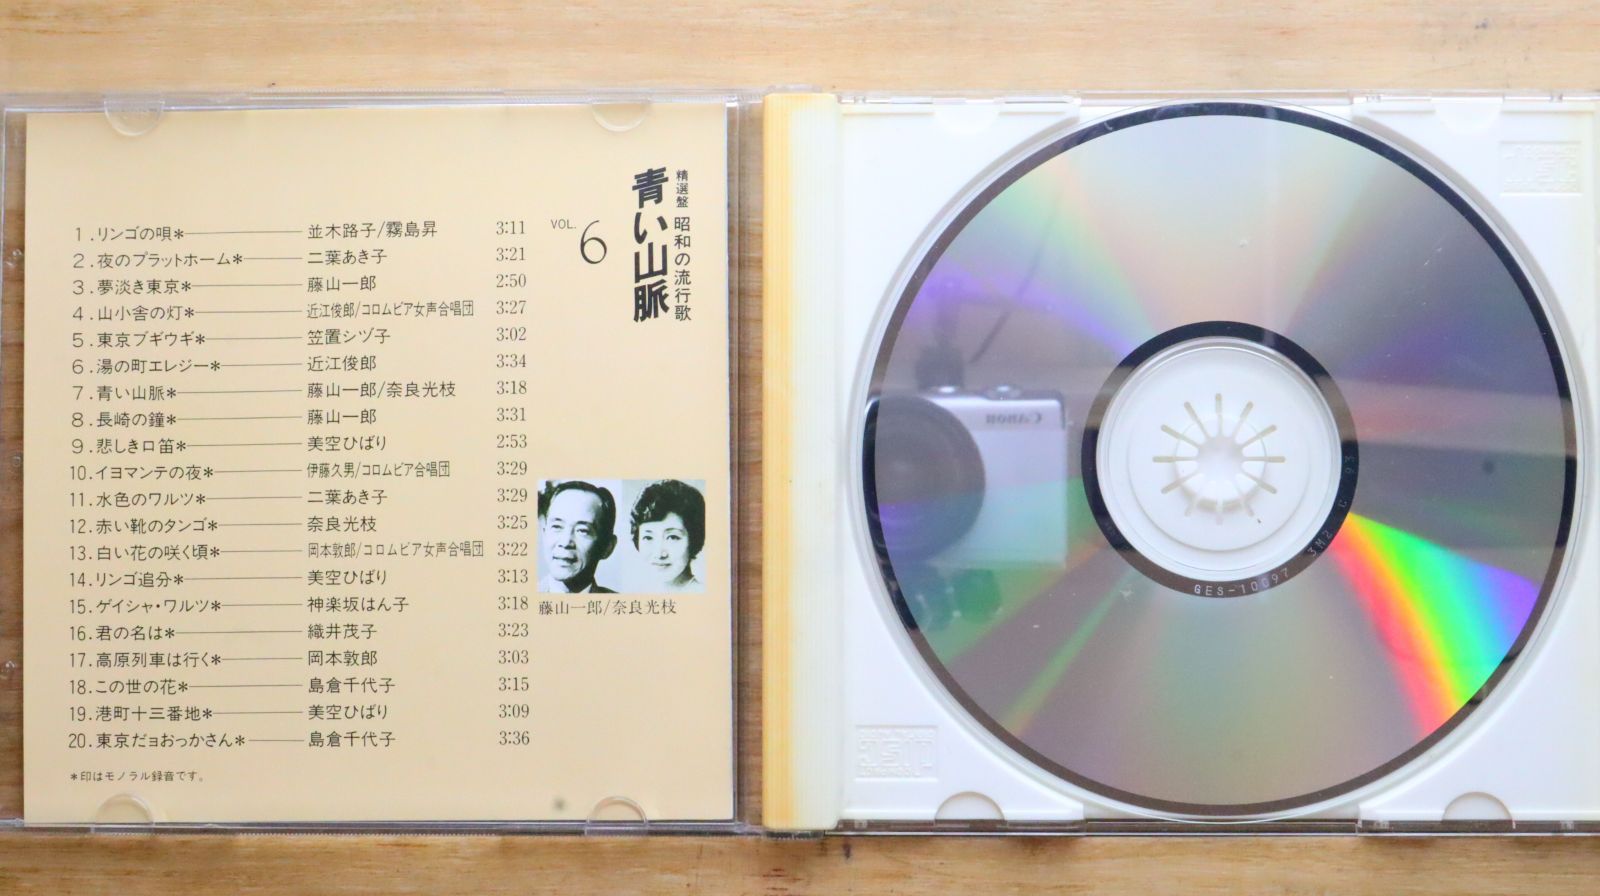 精選盤 昭和の流行歌
青い山脈
VOL. 6
1.リンゴの唄* 並木路子/霧島昇 3:11
2.夜のプラットホーム* 二葉あき子 3:21
3.夢淡き東京* 藤山一郎 2:50
4.山小舎の灯* 近江俊郎/コロムビア女声合唱団 3:27
5.東京ブギウギ* 笠置シヅ子 3:02
6.湯の町エレジー* 近江俊郎 3:34
7.青い山脈* 藤山一郎/奈良光枝 3:18
8.長崎の鐘* 藤山一郎 3:31
9.悲しき口笛* 美空ひばり 2:53
10.イヨマンテの夜* 伊藤久男/コロムビア合唱団 3:29
11.水色のワルツ* 二葉あき子 3:29
12.赤い靴のタンゴ* 奈良光枝 3:25
13.白い花の咲く頃* 岡本敦郎/コロムビア女声合唱団 3:22
14.リンゴ追分* 美空ひばり 3:13
15.ゲイシャ・ワルツ* 神楽坂はん子 3:18
16.君の名は* 織井茂子 3:23
17.高原列車は行く* 岡本敦郎 3:03
18.この世の花* 島倉千代子 3:15
19.港町十三番地* 美空ひばり 3:09
20.東京だョおっかさん* 島倉千代子 3:36
*印はモノラル録音です。
藤山一郎/奈良光枝
Canon
GES-10097 3M2 C 93